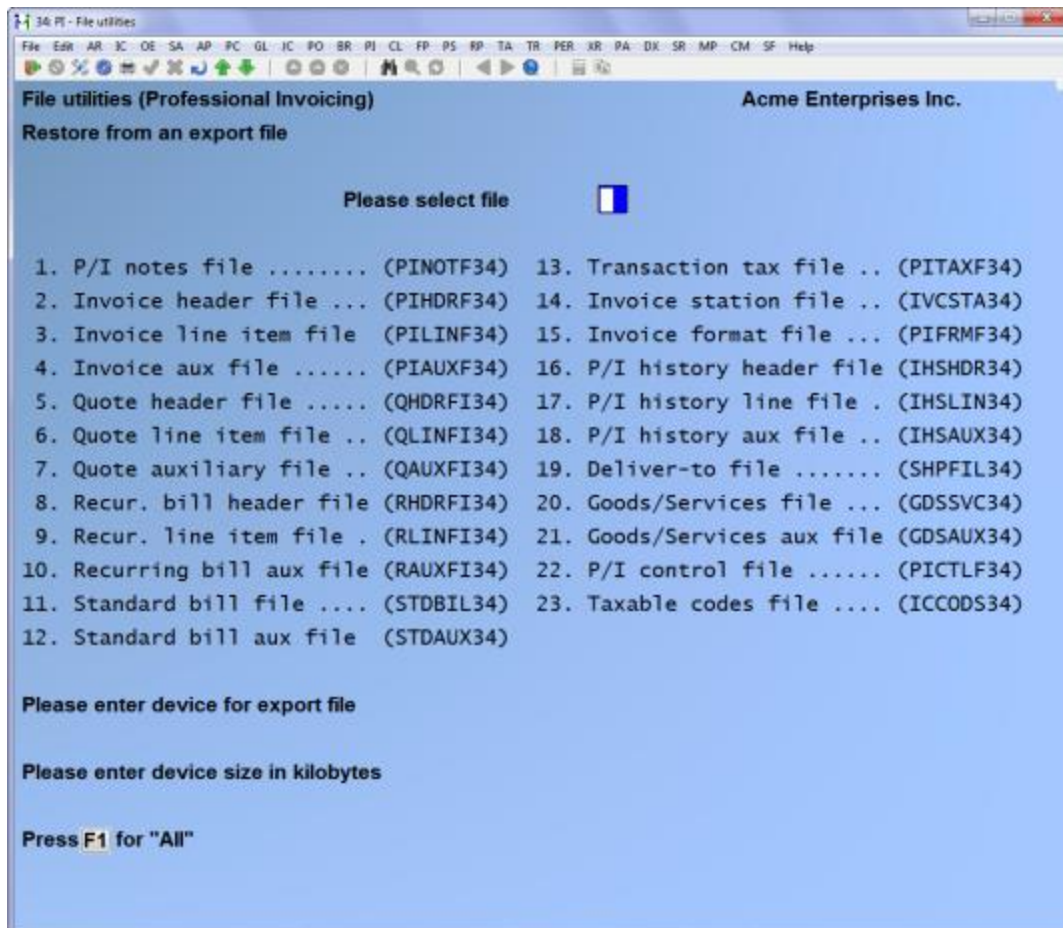 34: PI - File utilities
File Edit AR IC OE SA AP PC GL JC PO BR PJ CL FP PS RP TA TR PER XR PA DX SR MP CM SF Help
File utilities (Professional Invoicing) Acme Enterprises Inc.
Restore from an export file
Please select file
1. P/I notes file ........ (PINOTF34) 13. Transaction tax file .. (PITAXF34)
2. Invoice header file ... (PIHDRF34) 14. Invoice station file .. (IVCSTA34)
3. Invoice line item file (PILINF34) 15. Invoice format file ... (PIFRMF34)
4. Invoice aux file ...... (PIAUXF34) 16. P/I history header file (IHSHDR34)
5. Quote header file ..... (QHDRFI34) 17. P/I history line file . (IHSLIN34)
6. Quote line item file .. (QLINFI34) 18. P/I history aux file .. (IHSAUX34)
7. Quote auxiliary file .. (QAUXFI34) 19. Deliver-to file ....... (SHPFIL34)
8. Recur. bill header file (RHDRFI34) 20. Goods/Services file ... (GDSSVC34)
9. Recur. line item file . (RLINFI34) 21. Goods/Services aux file (GDSAUX34)
10. Recurring bill aux file (RAUXFI34) 22. P/I control file ...... (PICTLF34)
11. Standard bill file .... (STDBIL34) 23. Taxable codes file .... (ICCODS34)
12. Standard bill aux file (STDAUX34)
Please enter device for export file
Please enter device size in kilobytes
Press F1 for "All"